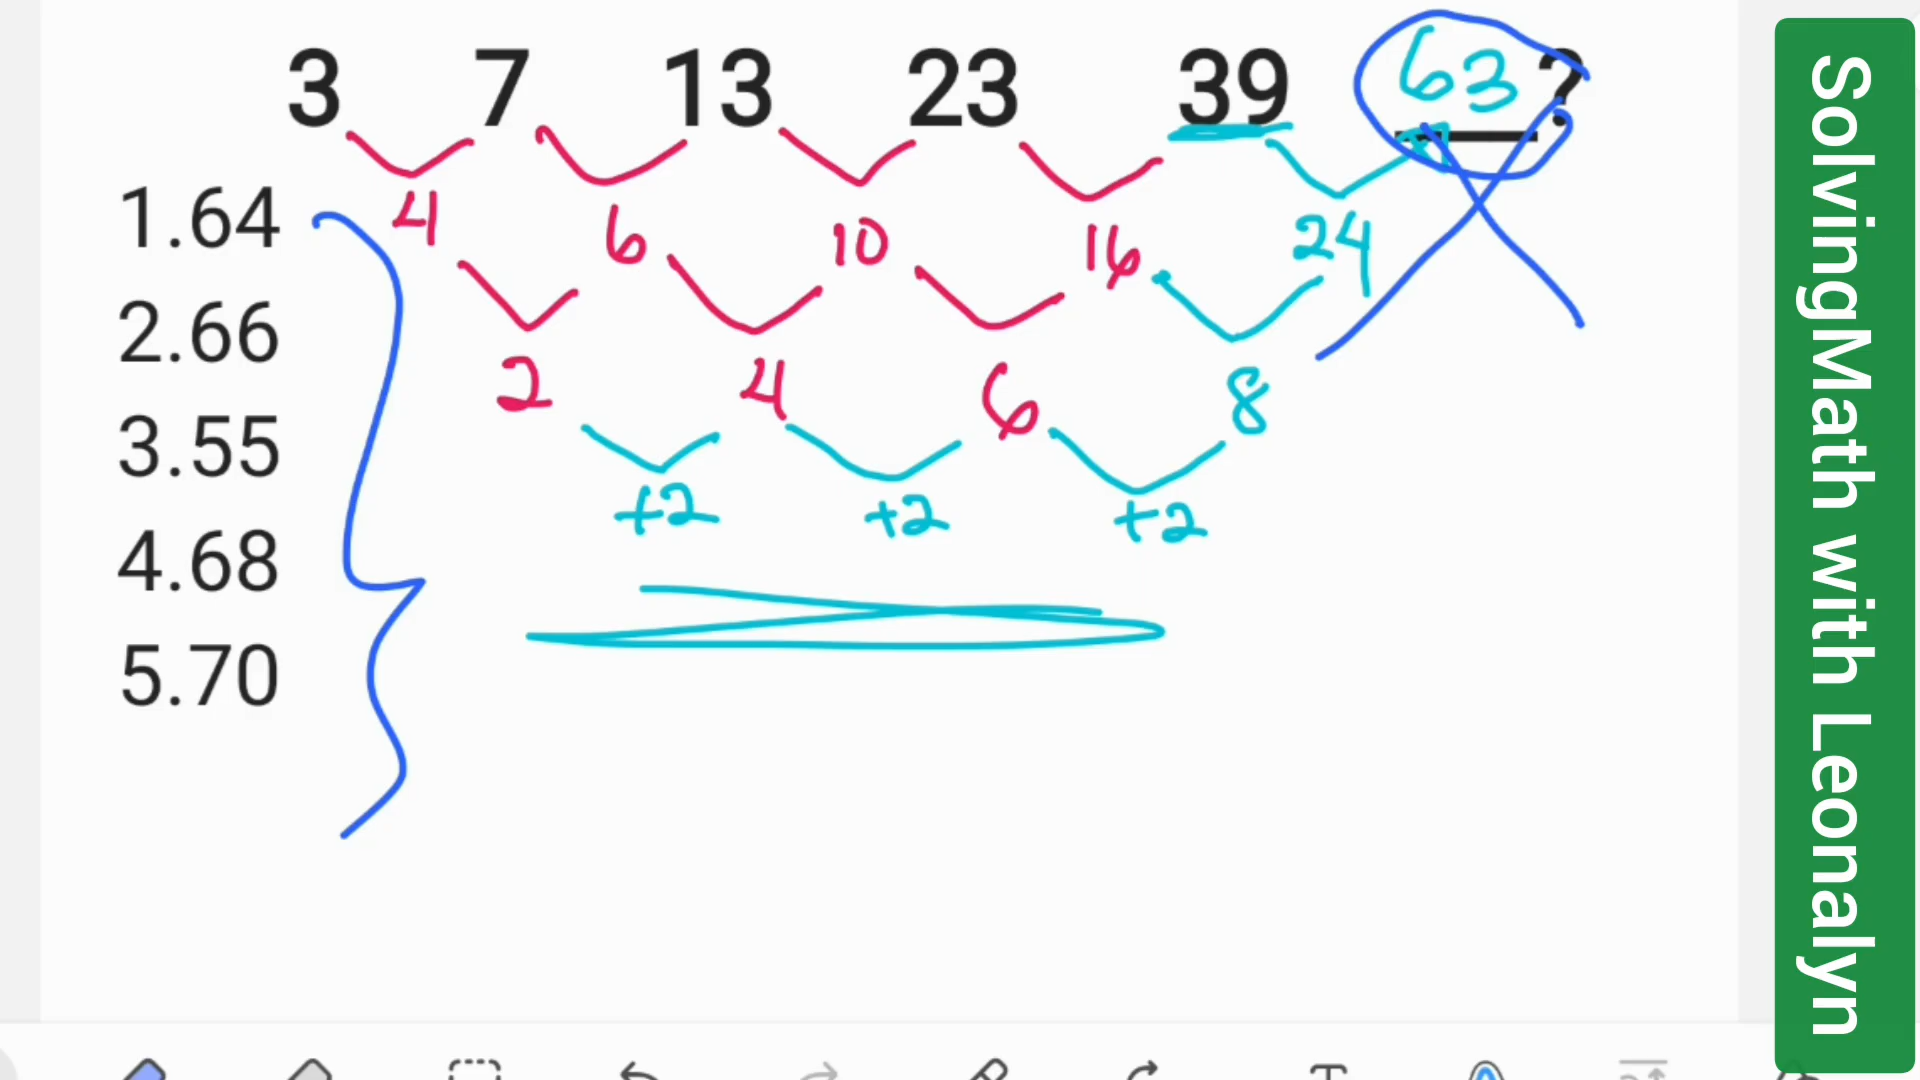 3 7 13 23 39 63 ?
4 6 10 16 24
1.64
2.66
2 4 6 8
3.55
+2 +2 +2
4.68
5.70
SolvingMath with Leonalyn